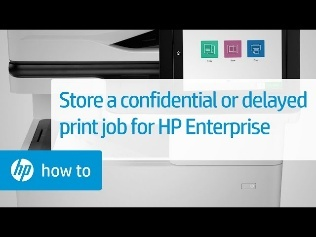 Store a confidential or delayed
print job for HP Enterprise
hp how to